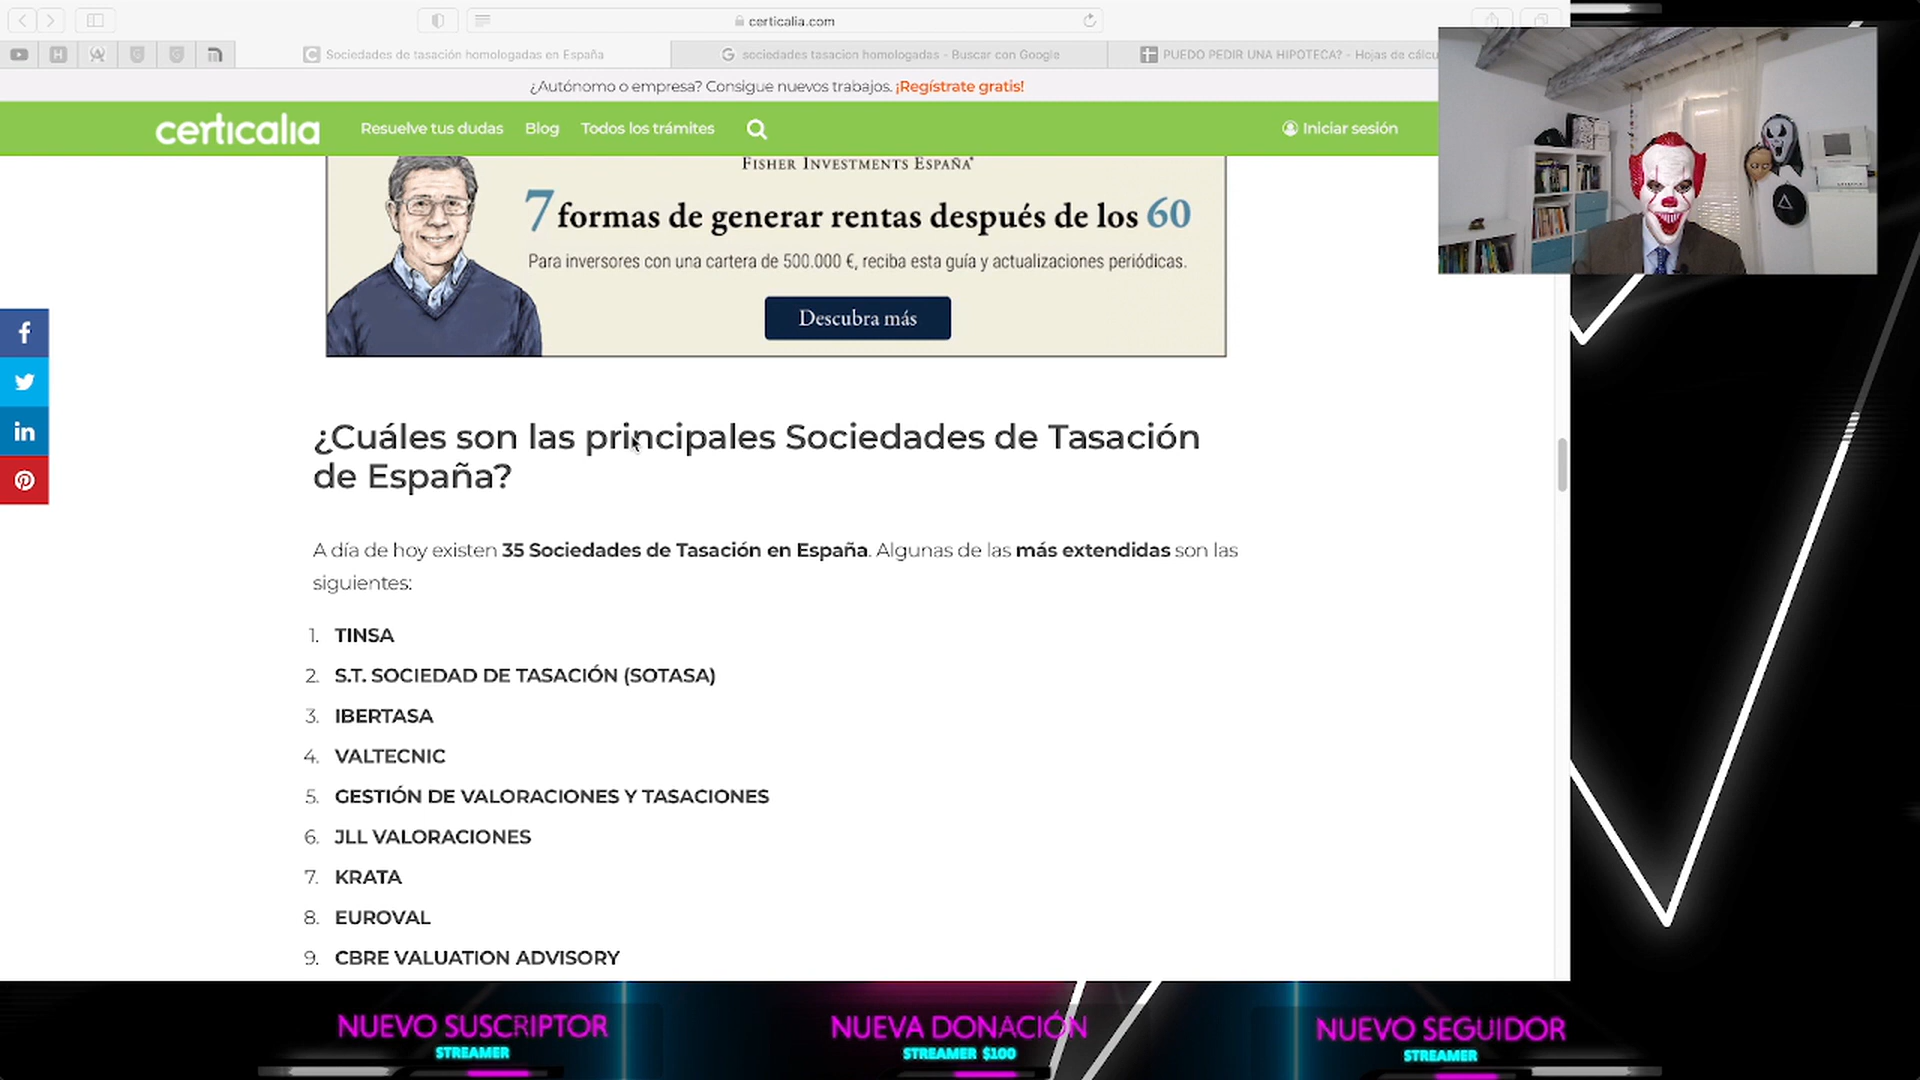 certicalia.com
Sociedades de tasación homologadas en España
sociedades tasacion homologadas - Buscar con Google
PUEDO PEDIR UNA HIPOTECA? - Hojas de cálcu
¿Autónomo o empresa? Consigue nuevos trabajos. ¡Regístrate gratis!
certicalia
Resuelve tus dudas
Blog
Todos los trámites
Iniciar sesión
FISHER INVESTMENTS ESPAÑA
7 formas de generar rentas después de los 60
Para inversores con una cartera de 500.000 €, reciba esta guía y actualizaciones periódicas.
Descubra más
¿Cuáles son las principales Sociedades de Tasación
de España?
A día de hoy existen 35 Sociedades de Tasación en España. Algunas de las más extendidas son las
siguientes:
1. TINSA
2. S.T. SOCIEDAD DE TASACIÓN (SOTASA)
3. IBERTASA
4. VALTECNIC
5. GESTIÓN DE VALORACIONES Y TASACIONES
6. JLL VALORACIONES
7. KRATA
8. EUROVAL
9. CBRE VALUATION ADVISORY
NUEVO SUSCRIPTOR
STREAMER
NUEVA DONACIÓN
STREAMER $100
NUEVO SEGUIDOR
STREAMER